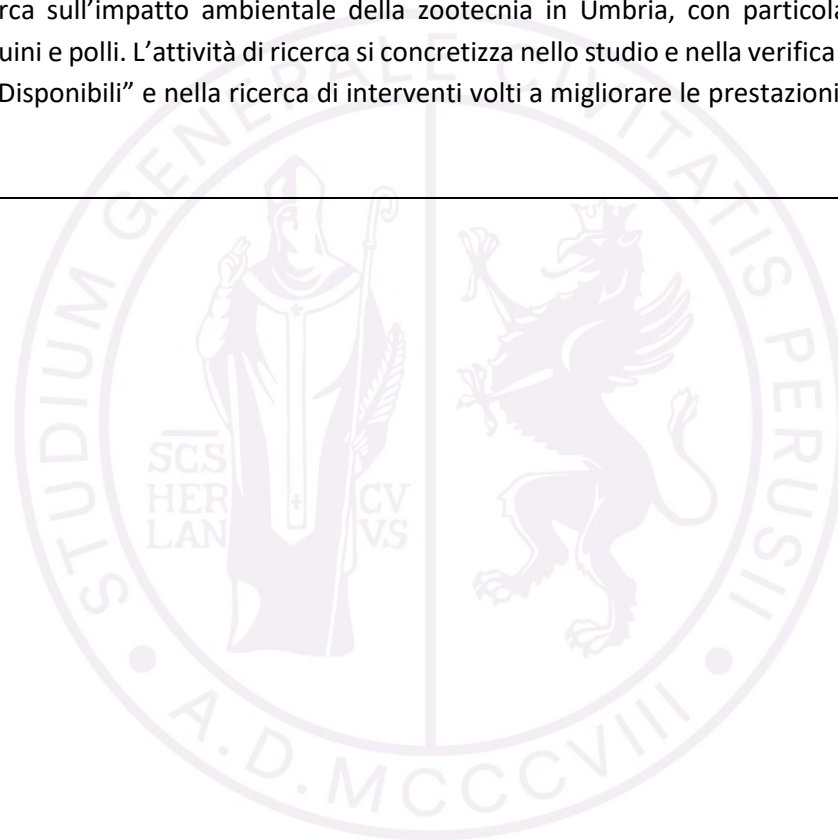 rca sull’impatto ambientale della zootecnia in Umbria, con particola
uini e polli. L’attività di ricerca si concretizza nello studio e nella verifica
Disponibili” e nella ricerca di interventi volti a migliorare le prestazioni
STUDIUM GENERALE CIVITATIS PERUSII
SCS
HER
LAN
CV
VS
• A.D. MCCCVIII •